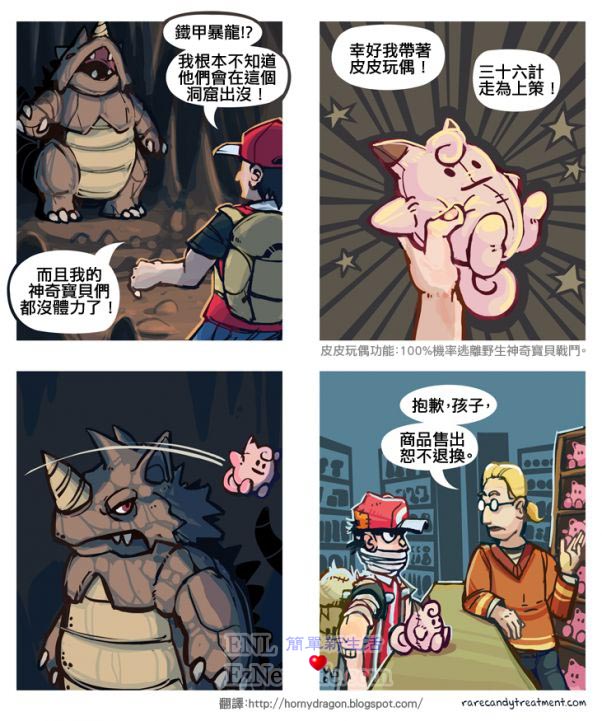 鐵甲暴龍!?
我根本不知道
他們會在這個
洞窟出沒！
而且我的
神奇寶貝們
都沒體力了！
幸好我帶著
皮皮玩偶！
三十六計
走為上策！
皮皮玩偶功能：100%機率逃離野生神奇寶貝戰鬥。
抱歉，孩子，
商品售出
恕不退換。
ENL 簡單新生活
翻譯：http://hornydragon.blogspot.com/
rarecandytreatment.com